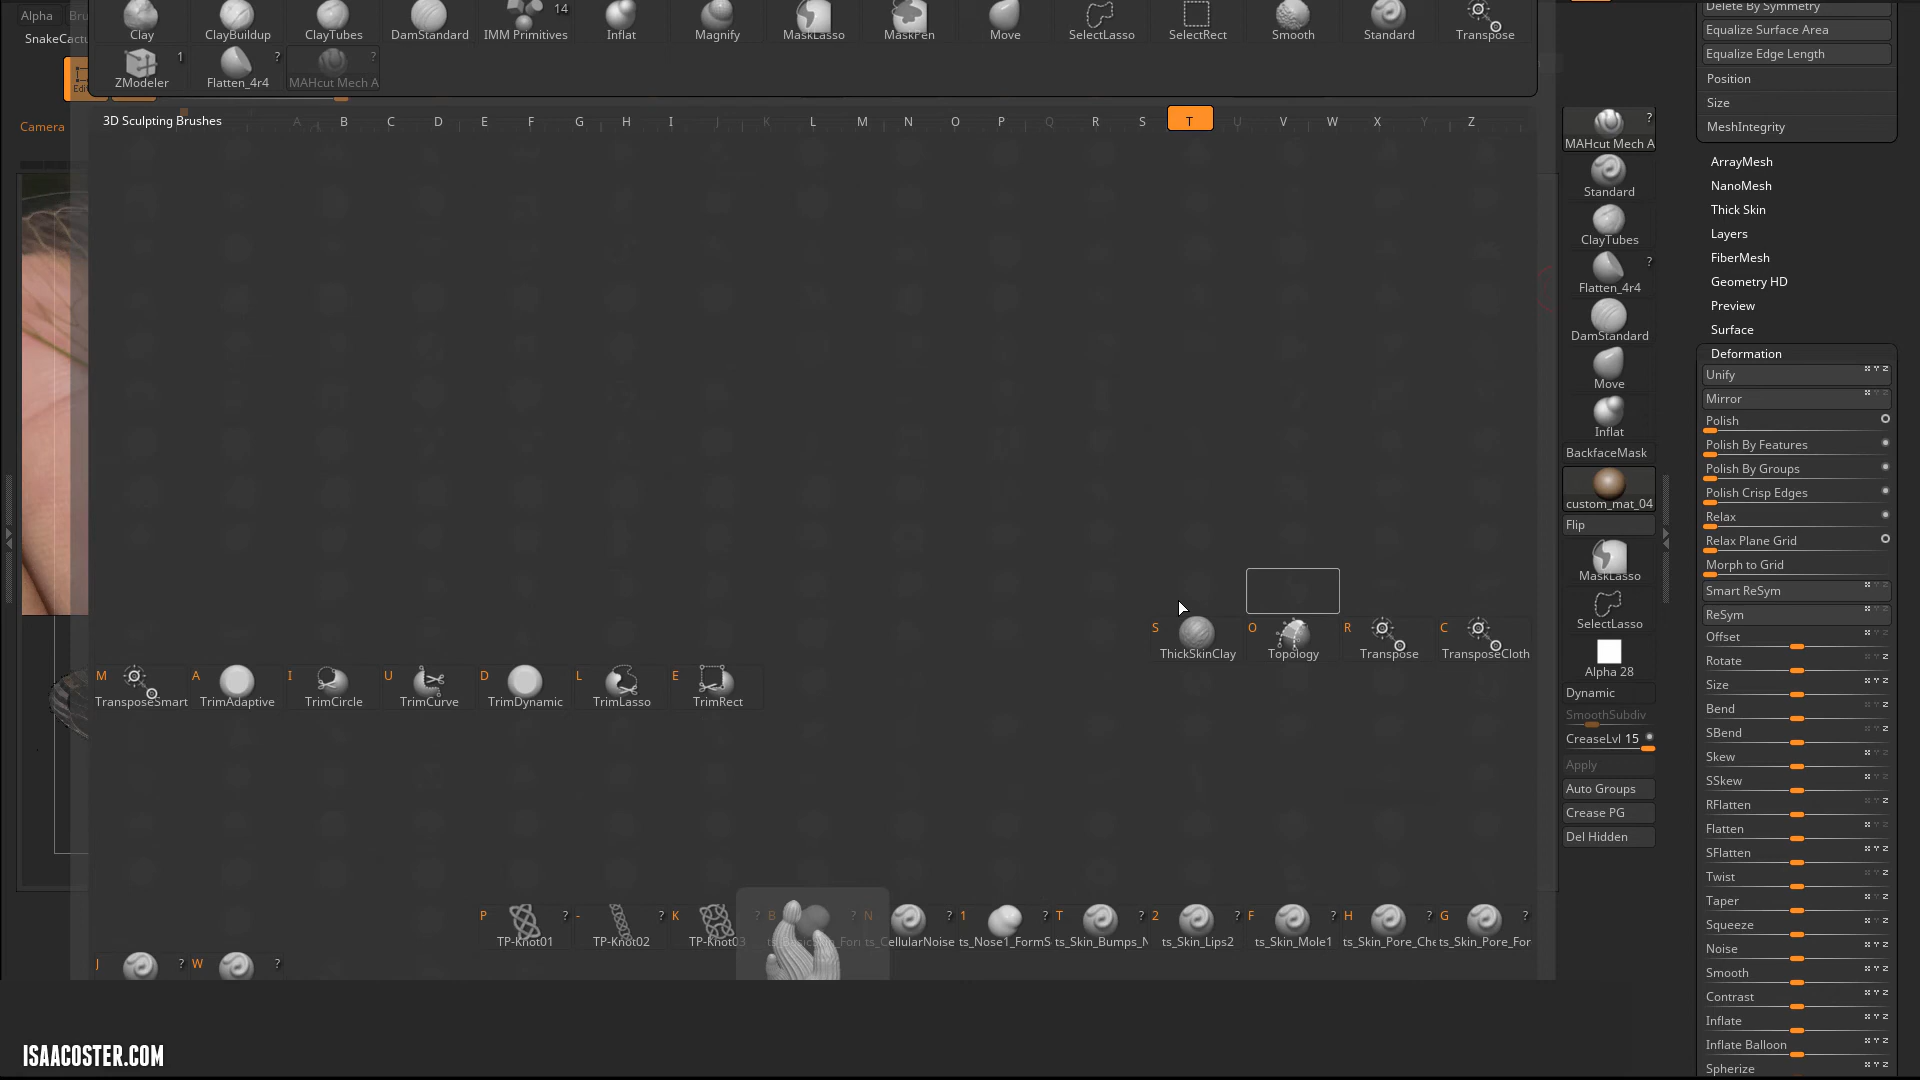 Alpha
SnakeCactu
Edi
Camera
Clay ClayBuildup ClayTubes DamStandard IMM Primitives 14 Inflat Magnify MaskLasso MaskPen Move SelectLasso SelectRect Smooth Standard Transpose
ZModeler 1 Flatten_4r4 ? MAHcut Mech A ?
3D Sculpting Brushes A B C D E F G H I J K L M N O P Q R S T U V W X Y Z
S ThickSkinClay O Topology R Transpose C TransposeCloth
M TransposeSmart A TrimAdaptive I TrimCircle U TrimCurve D TrimDynamic L TrimLasso E TrimRect
P TP-Knot01 ? - TP-Knot02 ? K TP-Knot03 ? B ? N ts_CellularNoise ? 1 ts_Nose1_FormS ? T ts_Skin_Bumps_N ? 2 ts_Skin_Lips2 ? F ts_Skin_Mole1 ? H ts_Skin_Pore_Che ? G ts_Skin_Pore_For ?
J ? W ?
MAHcut Mech A ?
Standard
ClayTubes
Flatten_4r4 ?
DamStandard
Move
Inflat
BackfaceMask
custom_mat_04
Flip
MaskLasso
SelectLasso
Alpha 28
Dynamic
SmoothSubdiv
CreaseLvl 15
Apply
Auto Groups
Crease PG
Del Hidden
Delete By Symmetry
Equalize Surface Area
Equalize Edge Length
Position
Size
MeshIntegrity
ArrayMesh
NanoMesh
Thick Skin
Layers
FiberMesh
Geometry HD
Preview
Surface
Deformation
Unify
Mirror
Polish
Polish By Features
Polish By Groups
Polish Crisp Edges
Relax
Relax Plane Grid
Morph to Grid
Smart ReSym
ReSym
Offset
Rotate
Size
Bend
SBend
Skew
SSkew
RFlatten
Flatten
SFlatten
Twist
Taper
Squeeze
Noise
Smooth
Contrast
Inflate
Inflate Balloon
Spherize
ISAACOSTER.COM